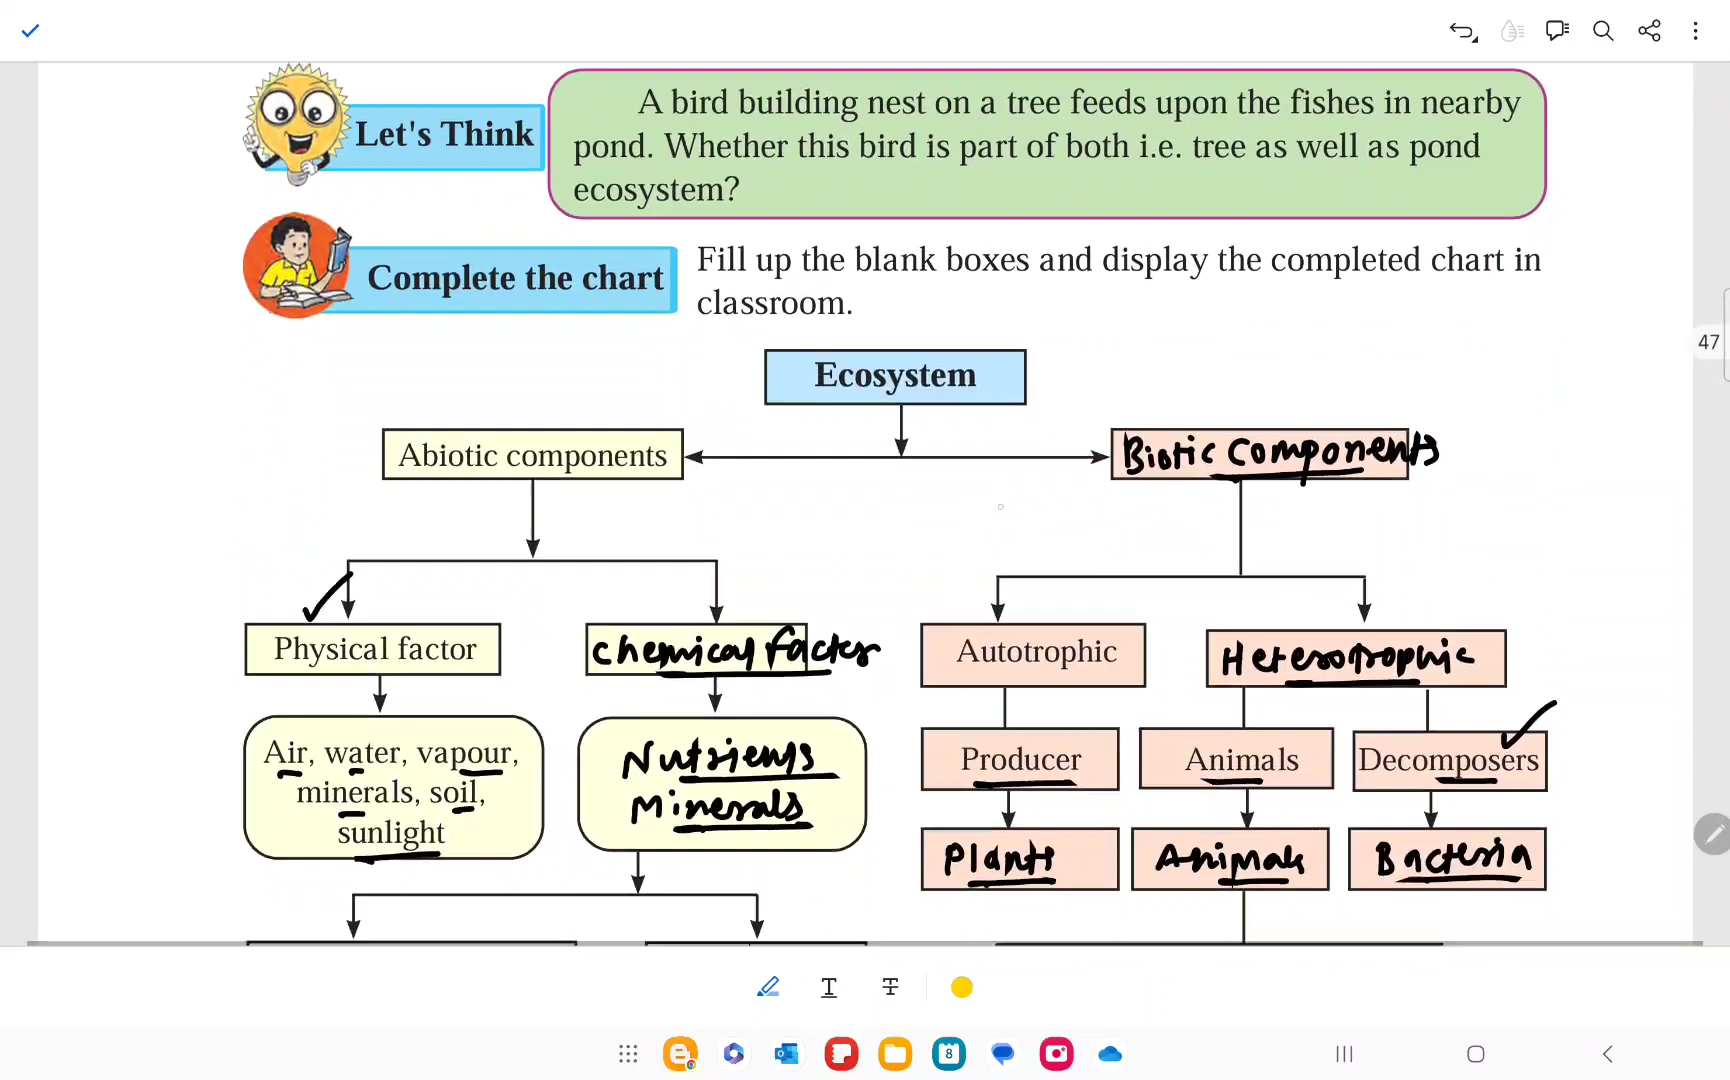 Let's Think
A bird building nest on a tree feeds upon the fishes in nearby
pond. Whether this bird is part of both i.e. tree as well as pond
ecosystem?
Complete the chart
Fill up the blank boxes and display the completed chart in
classroom.
47
Ecosystem
Abiotic components
Biotic Components
Physical factor
Chemical factor
Autotrophic
Heterotrophic
Air, water, vapour,
minerals, soil,
sunlight
Nutrients
Minerals
Producer
Animals
Decomposers
Plants
Animals
Bacteria
8